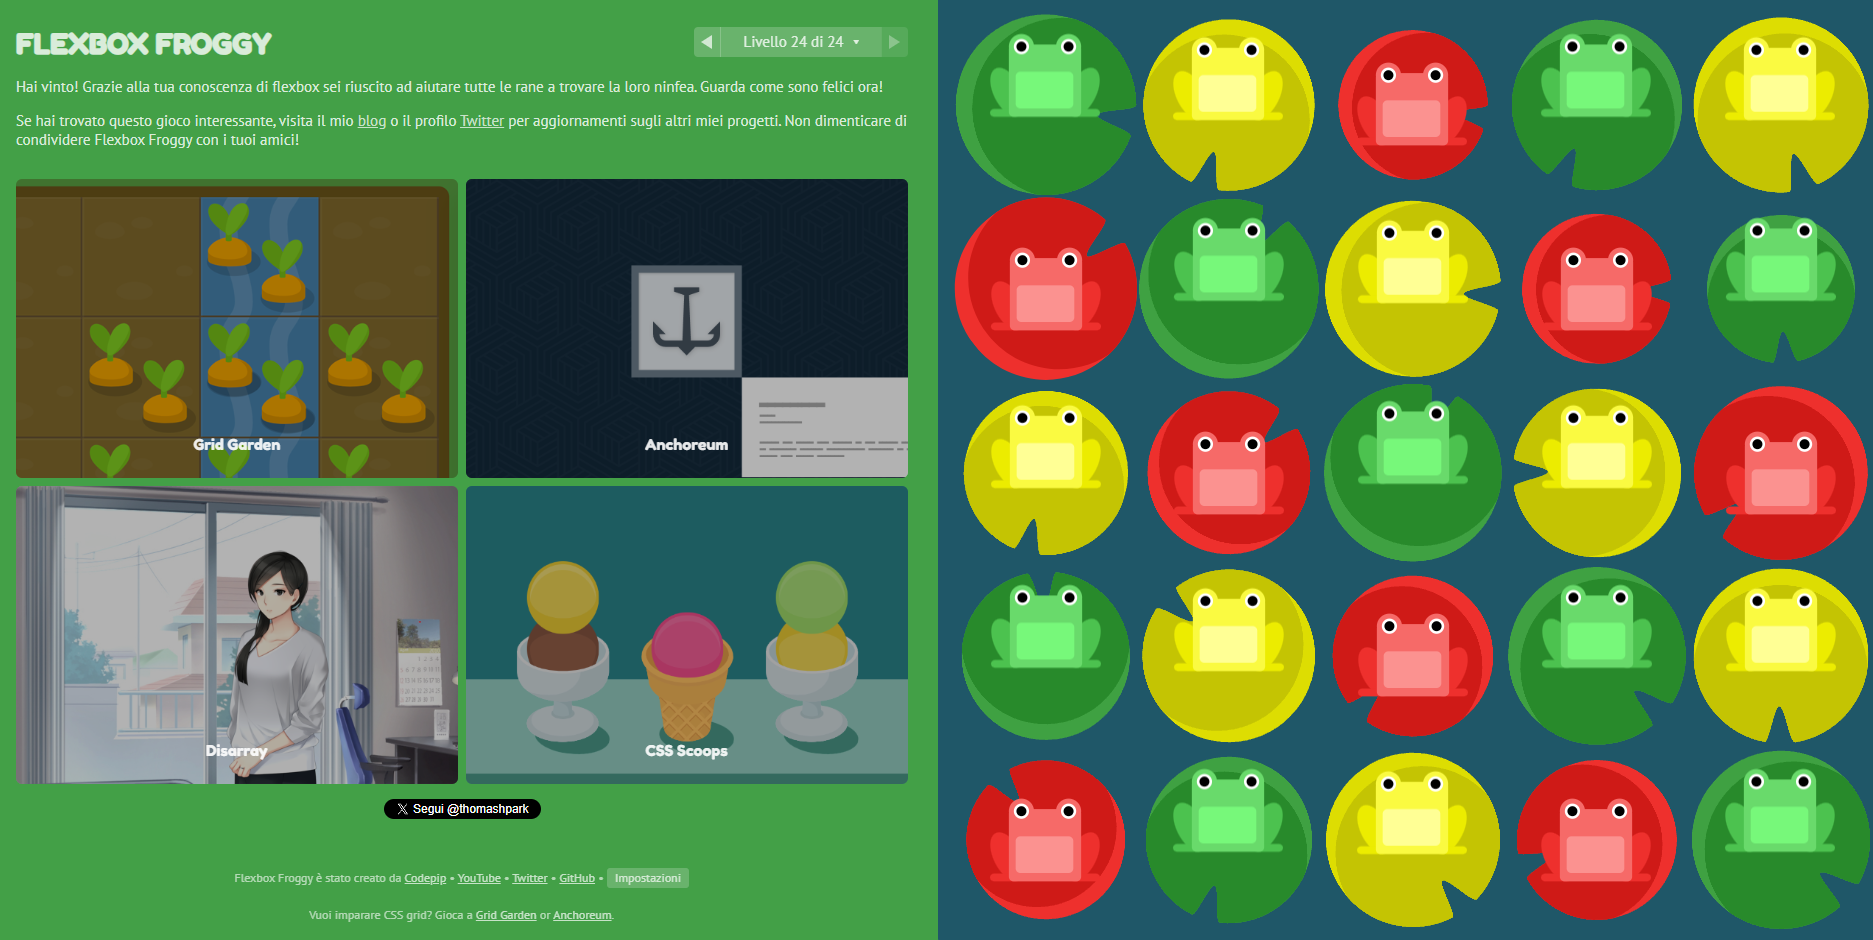 FLEXBOX FROGGY
Livello 24 di 24
Hai vinto! Grazie alla tua conoscenza di flexbox sei riuscito ad aiutare tutte le rane a trovare la loro ninfea. Guarda come sono felici ora!
Se hai trovato questo gioco interessante, visita il mio blog o il profilo Twitter per aggiornamenti sugli altri miei progetti. Non dimenticare di
condividere Flexbox Froggy con i tuoi amici!
Grid Garden
Anchoreum
Disarray
CSS Scoops
𝕏 Segui @thomashpark
Flexbox Froggy è stato creato da Codepip • YouTube • Twitter • GitHub • Impostazioni
Vuoi imparare CSS grid? Gioca a Grid Garden or Anchoreum.